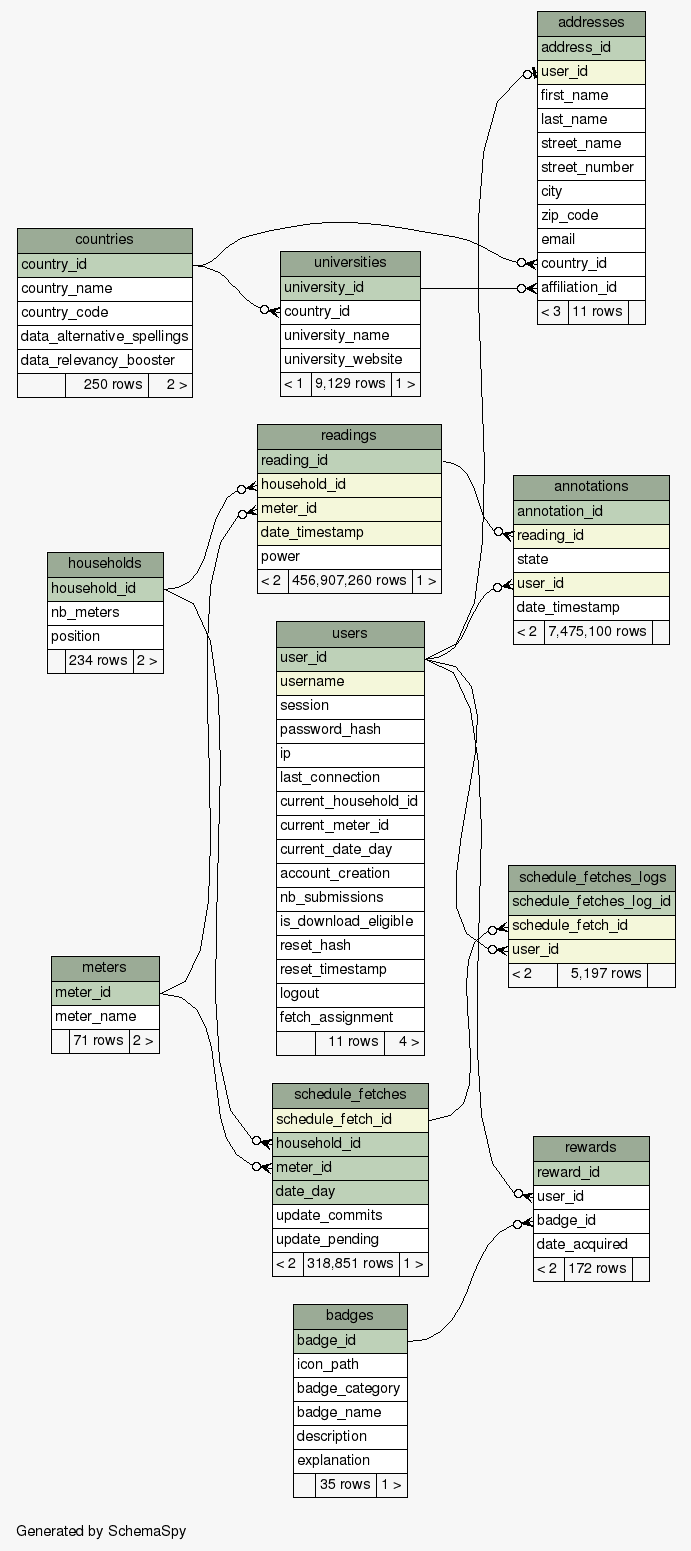 addresses
address_id
user_id
first_name
last_name
street_name
street_number
city
zip_code
email
country_id
affiliation_id
< 3 11 rows
countries
country_id
country_name
country_code
data_alternative_spellings
data_relevancy_booster
250 rows 2 >
universities
university_id
country_id
university_name
university_website
< 1 9,129 rows 1 >
readings
reading_id
household_id
meter_id
date_timestamp
power
< 2 456,907,260 rows 1 >
annotations
annotation_id
reading_id
state
user_id
date_timestamp
< 2 7,475,100 rows
households
household_id
nb_meters
position
234 rows 2 >
users
user_id
username
session
password_hash
ip
last_connection
current_household_id
current_meter_id
current_date_day
account_creation
nb_submissions
is_download_eligible
reset_hash
reset_timestamp
logout
fetch_assignment
11 rows 4 >
schedule_fetches_logs
schedule_fetches_log_id
schedule_fetch_id
user_id
< 2 5,197 rows
meters
meter_id
meter_name
71 rows 2 >
schedule_fetches
schedule_fetch_id
household_id
meter_id
date_day
update_commits
update_pending
< 2 318,851 rows 1 >
rewards
reward_id
user_id
badge_id
date_acquired
< 2 172 rows
badges
badge_id
icon_path
badge_category
badge_name
description
explanation
35 rows 1 >
Generated by SchemaSpy